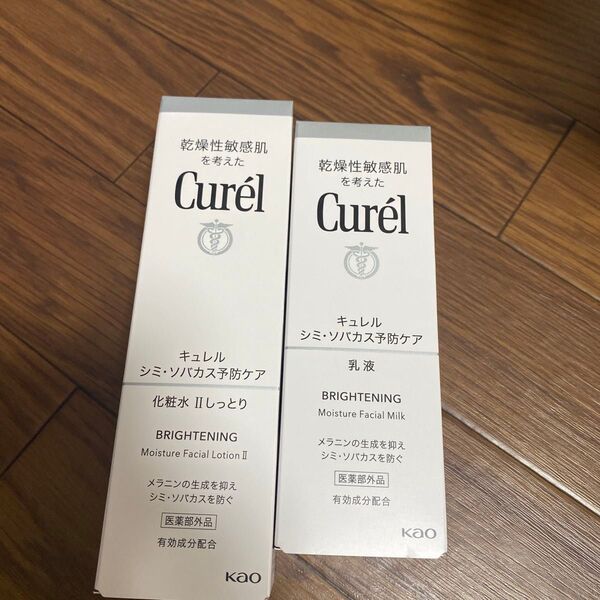 乾燥性敏感肌
を考えた
Curél
キュレル
シミ・ソバカス予防ケア
化粧水 IIしっとり
BRIGHTENING
Moisture Facial Lotion II
メラニンの生成を抑え
シミ・ソバカスを防ぐ
医薬部外品
有効成分配合
Kao
乾燥性敏感肌
を考えた
Curél
キュレル
シミ・ソバカス予防ケア
乳液
BRIGHTENING
Moisture Facial Milk
メラニンの生成を抑え
シミ・ソバカスを防ぐ
医薬部外品
有効成分配合
Kao